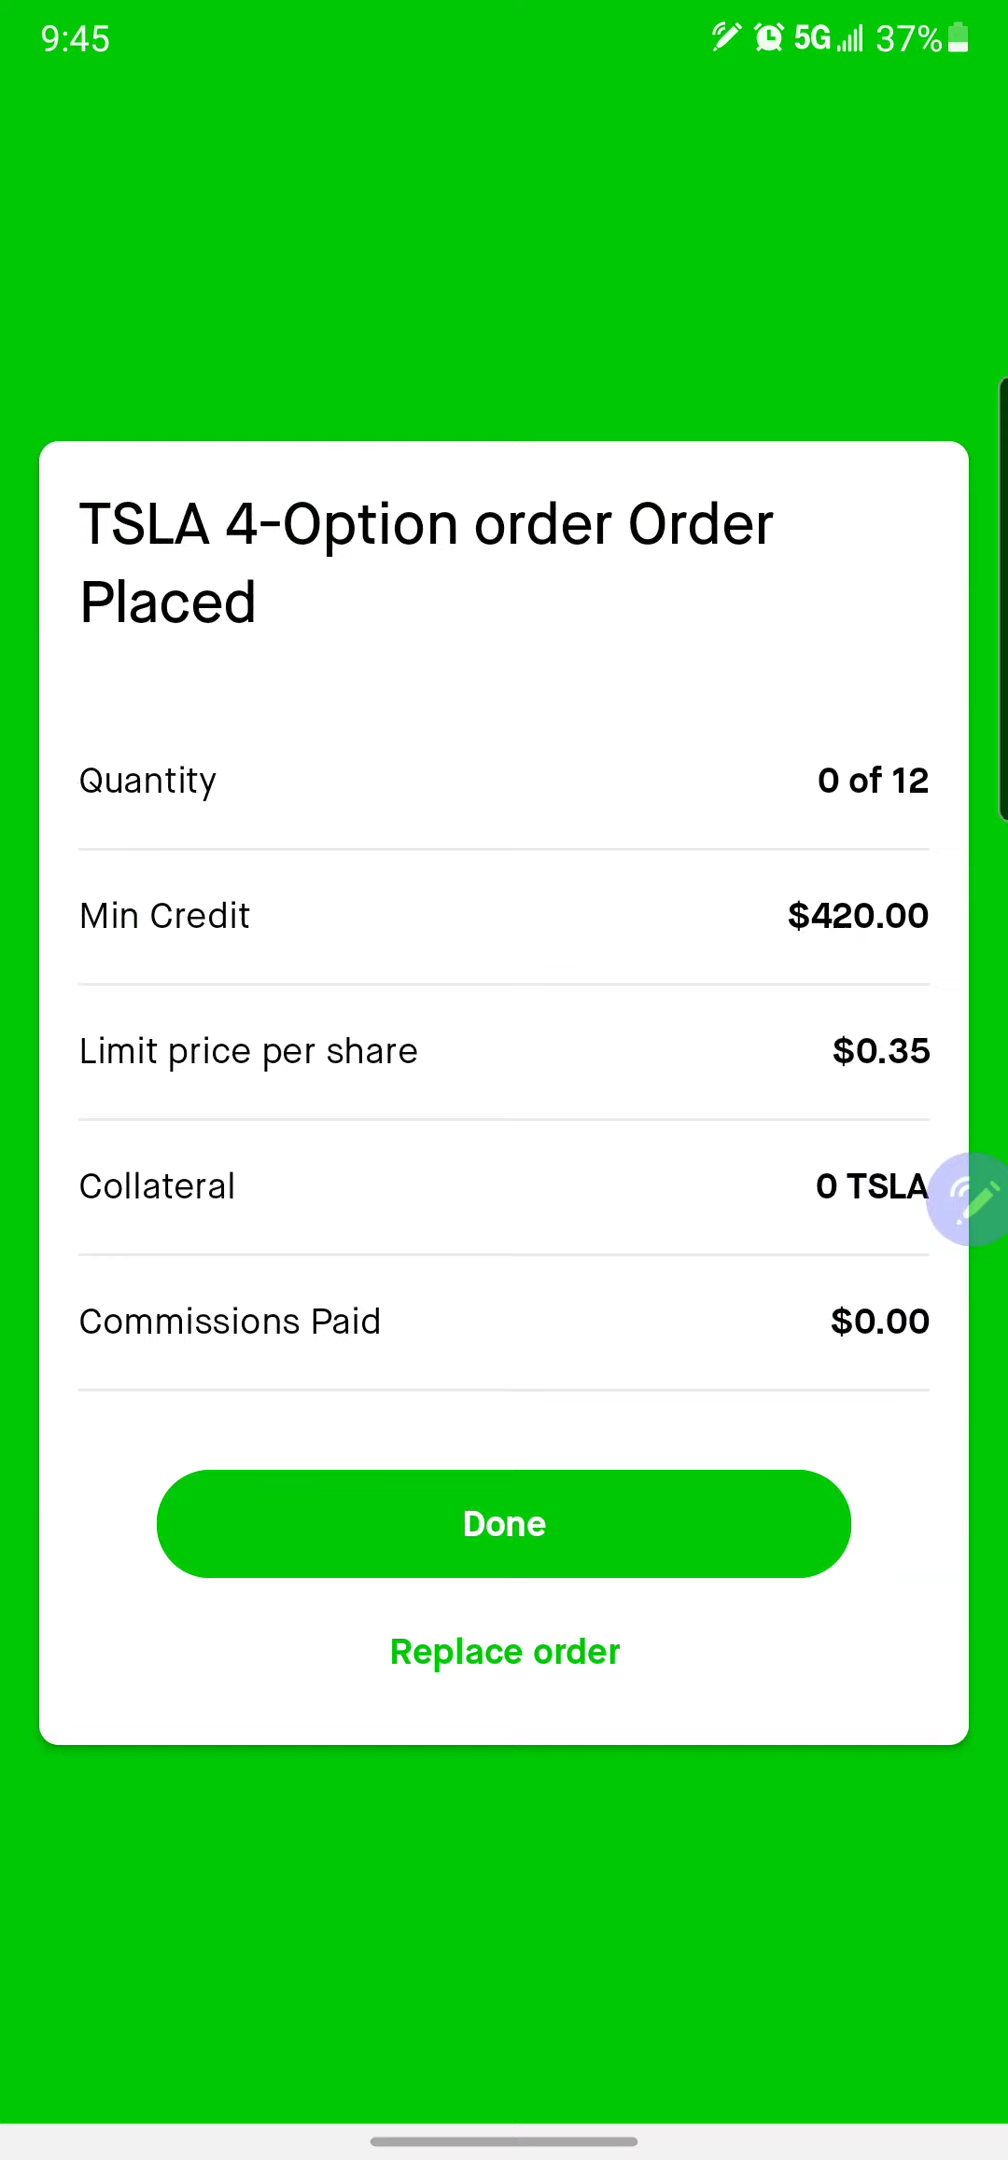 9:45 5G 37%
TSLA 4-Option order Order
Placed
Quantity 0 of 12
Min Credit $420.00
Limit price per share $0.35
Collateral 0 TSLA
Commissions Paid $0.00
Done
Replace order